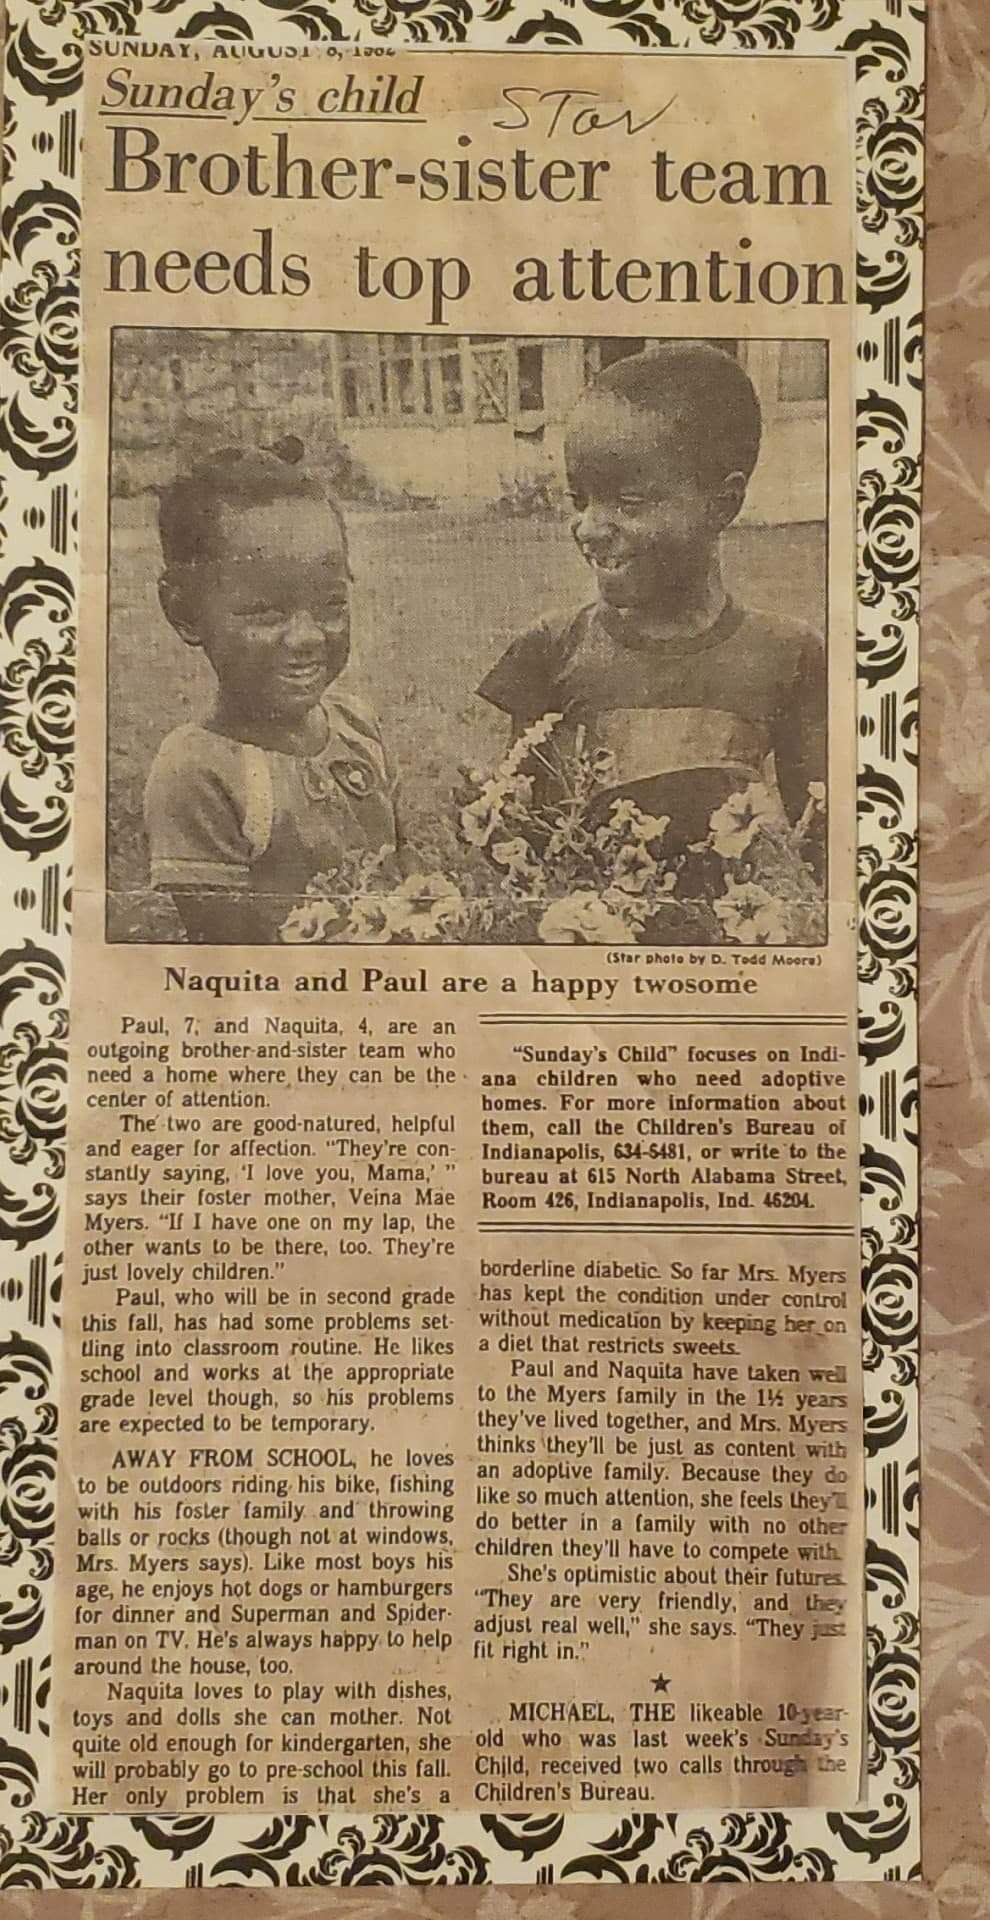 SUNDAY, AUGUST 8, 1982
Sunday's child
Star
Brother-sister team
needs top attention
(Star photo by D. Todd Moore)
Naquita and Paul are a happy twosome
Paul, 7, and Naquita, 4, are an
outgoing brother-and-sister team who
need a home where they can be the
center of attention.
The two are good-natured, helpful
and eager for affection. "They're con-
stantly saying, 'I love you, Mama,' "
says their foster mother, Veina Mae
Myers. "If I have one on my lap, the
other wants to be there, too. They're
just lovely children."
Paul, who will be in second grade
this fall, has had some problems set-
tling into classroom routine. He likes
school and works at the appropriate
grade level though, so his problems
are expected to be temporary.
AWAY FROM SCHOOL, he loves
to be outdoors riding his bike, fishing
with his foster family and throwing
balls or rocks (though not at windows,
Mrs. Myers says). Like most boys his
age, he enjoys hot dogs or hamburgers
for dinner and Superman and Spider-
man on TV. He's always happy to help
around the house, too.
Naquita loves to play with dishes,
toys and dolls she can mother. Not
quite old enough for kindergarten, she
will probably go to pre-school this fall.
Her only problem is that she's a
"Sunday's Child" focuses on Indi-
ana children who need adoptive
homes. For more information about
them, call the Children's Bureau of
Indianapolis, 634-5481, or write to the
bureau at 615 North Alabama Street,
Room 426, Indianapolis, Ind. 46204.
borderline diabetic. So far Mrs. Myers
has kept the condition under control
without medication by keeping her on
a diet that restricts sweets.
Paul and Naquita have taken well
to the Myers family in the 1½ years
they've lived together, and Mrs. Myers
thinks they'll be just as content with
an adoptive family. Because they do
like so much attention, she feels they'll
do better in a family with no other
children they'll have to compete with.
She's optimistic about their futures.
"They are very friendly, and they
adjust real well," she says. "They just
fit right in."
★
MICHAEL, THE likeable 10-year-
old who was last week's Sunday's
Child, received two calls through the
Children's Bureau.